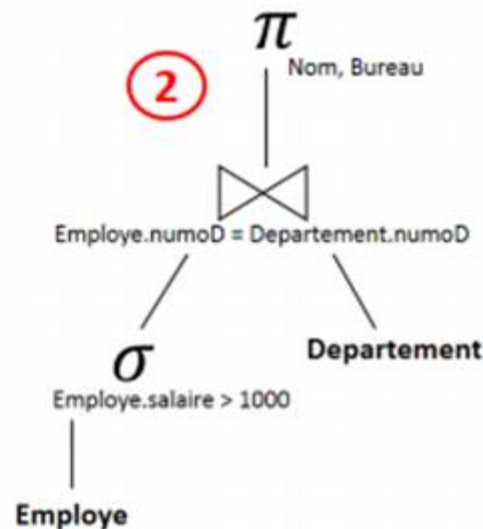 π
Nom, Bureau
2
Employe.numoD = Departement.numoD
σ
Departement
Employe.salaire > 1000
Employe